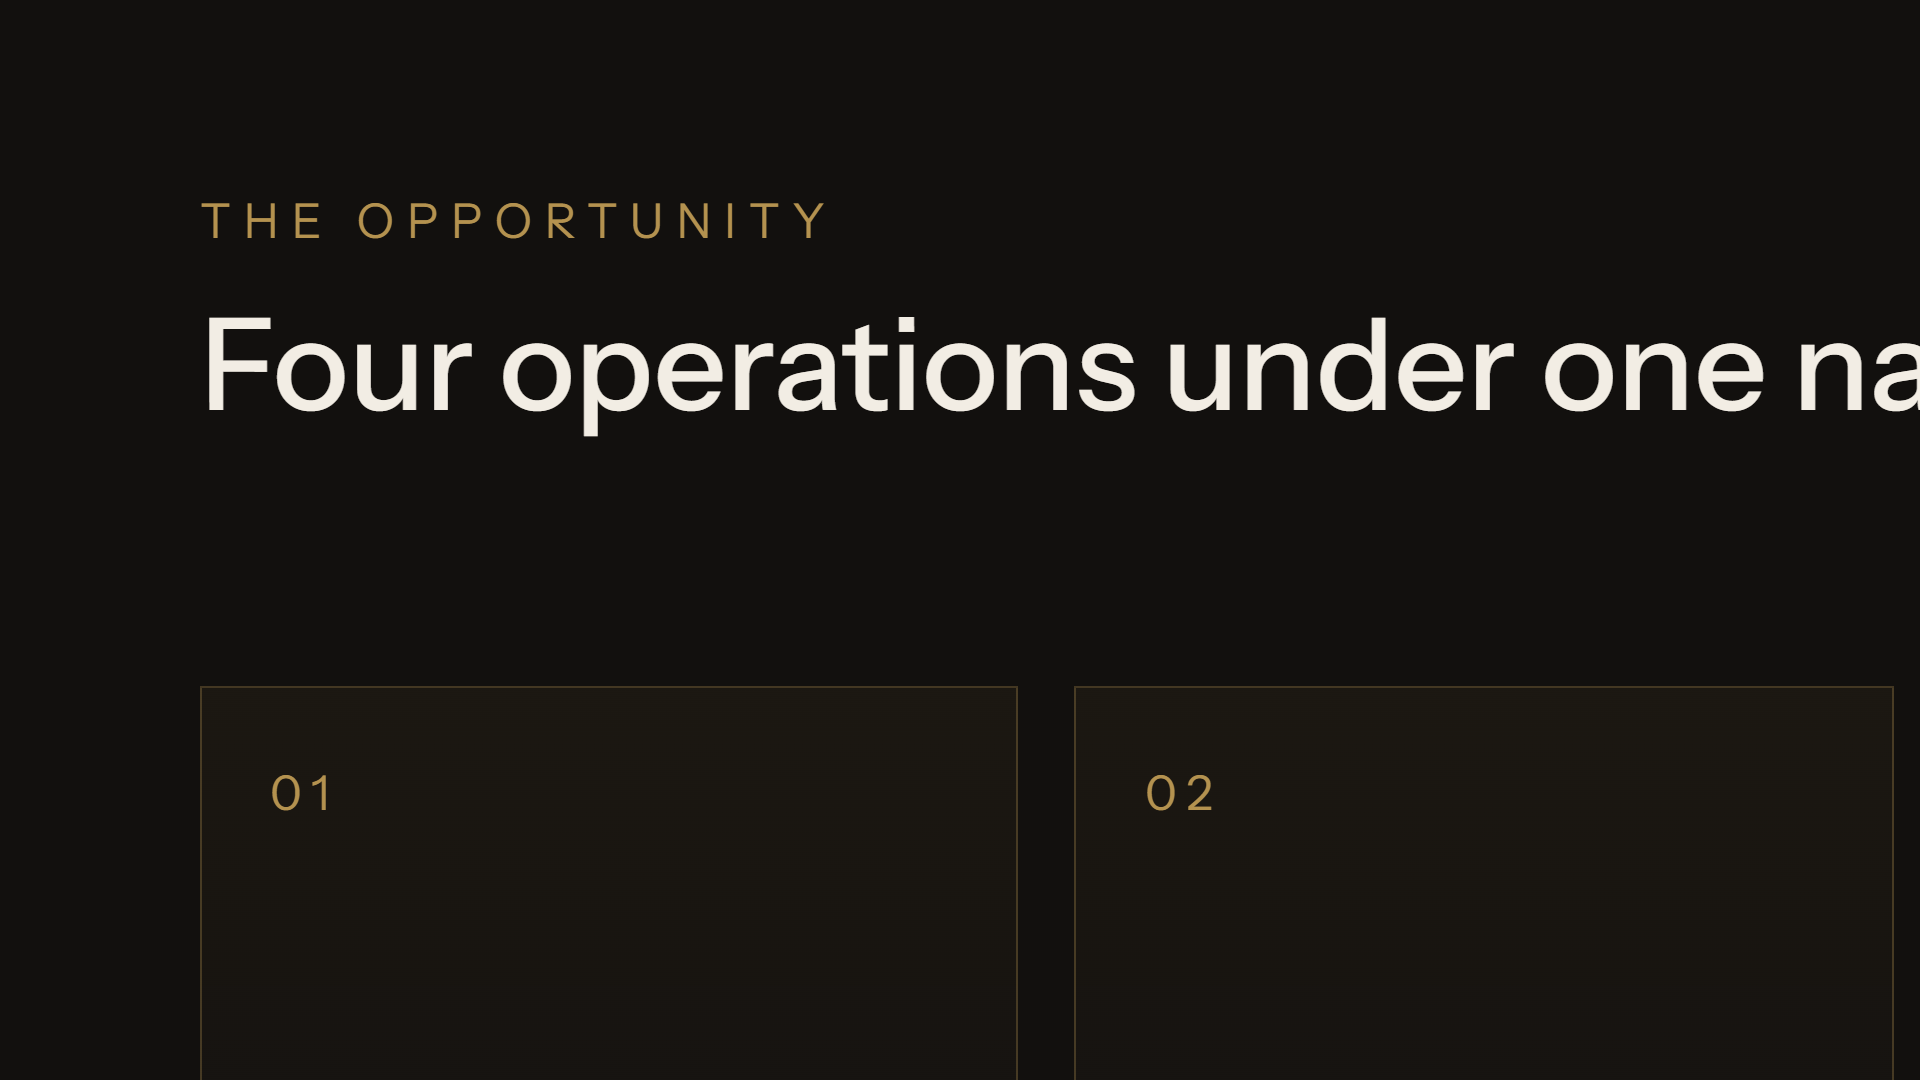 THE OPPORTUNITY
Four operations under one na
01
02